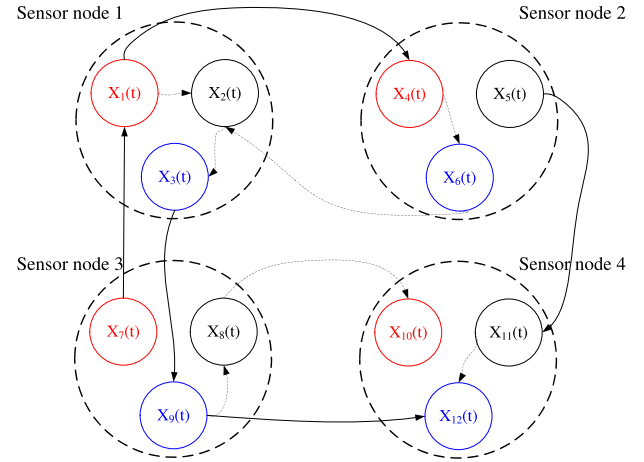 Sensor node 1
Sensor node 2
X₁(t)
X₂(t)
X₃(t)
X₄(t)
X₅(t)
X₆(t)
Sensor node 3
Sensor node 4
X₇(t)
X₈(t)
X₉(t)
X₁₀(t)
X₁₁(t)
X₁₂(t)